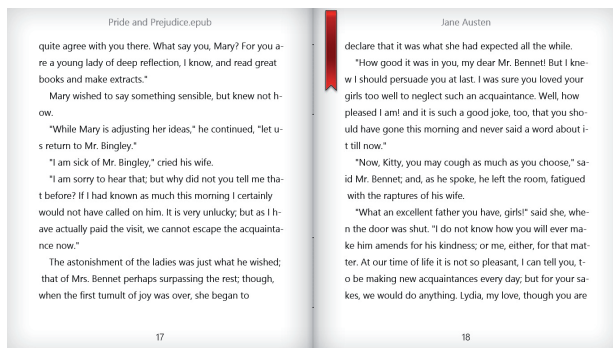 Pride and Prejudice.epub
quite agree with you there. What say you, Mary? For you a-
re a young lady of deep reflection, I know, and read great
books and make extracts."
Mary wished to say something sensible, but knew not h-
ow.
"While Mary is adjusting her ideas," he continued, "let u-
s return to Mr. Bingley."
"I am sick of Mr. Bingley," cried his wife.
"I am sorry to hear that; but why did not you tell me tha-
t before? If I had known as much this morning I certainly
would not have called on him. It is very unlucky; but as I h-
ave actually paid the visit, we cannot escape the acquainta-
nce now."
The astonishment of the ladies was just what he wished;
that of Mrs. Bennet perhaps surpassing the rest; though,
when the first tumult of joy was over, she began to
17
Jane Austen
declare that it was what she had expected all the while.
"How good it was in you, my dear Mr. Bennet! But I kne-
w I should persuade you at last. I was sure you loved your
girls too well to neglect such an acquaintance. Well, how
pleased I am! and it is such a good joke, too, that you sho-
uld have gone this morning and never said a word about i-
t till now."
"Now, Kitty, you may cough as much as you choose," sa-
id Mr. Bennet; and, as he spoke, he left the room, fatigued
with the raptures of his wife.
"What an excellent father you have, girls!" said she, whe-
n the door was shut. "I do not know how you will ever ma-
ke him amends for his kindness; or me, either, for that mat-
ter. At our time of life it is not so pleasant, I can tell you, t-
o be making new acquaintances every day; but for your sa-
kes, we would do anything. Lydia, my love, though you are
18